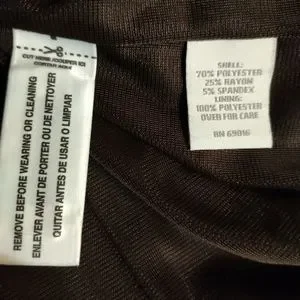 CUT HERE /COUPER ICI
CORTAR AQUI
REMOVE BEFORE WEARING OR CLEANING
ENLEVER AVANT DE PORTER OU DE NETTOYER
QUITAR ANTES DE USAR O LIMPIAR
SHELL:
70% POLYESTER
25% RAYON
5% SPANDEX
LINING:
100% POLYESTER
OVER FOR CARE
RN 69816